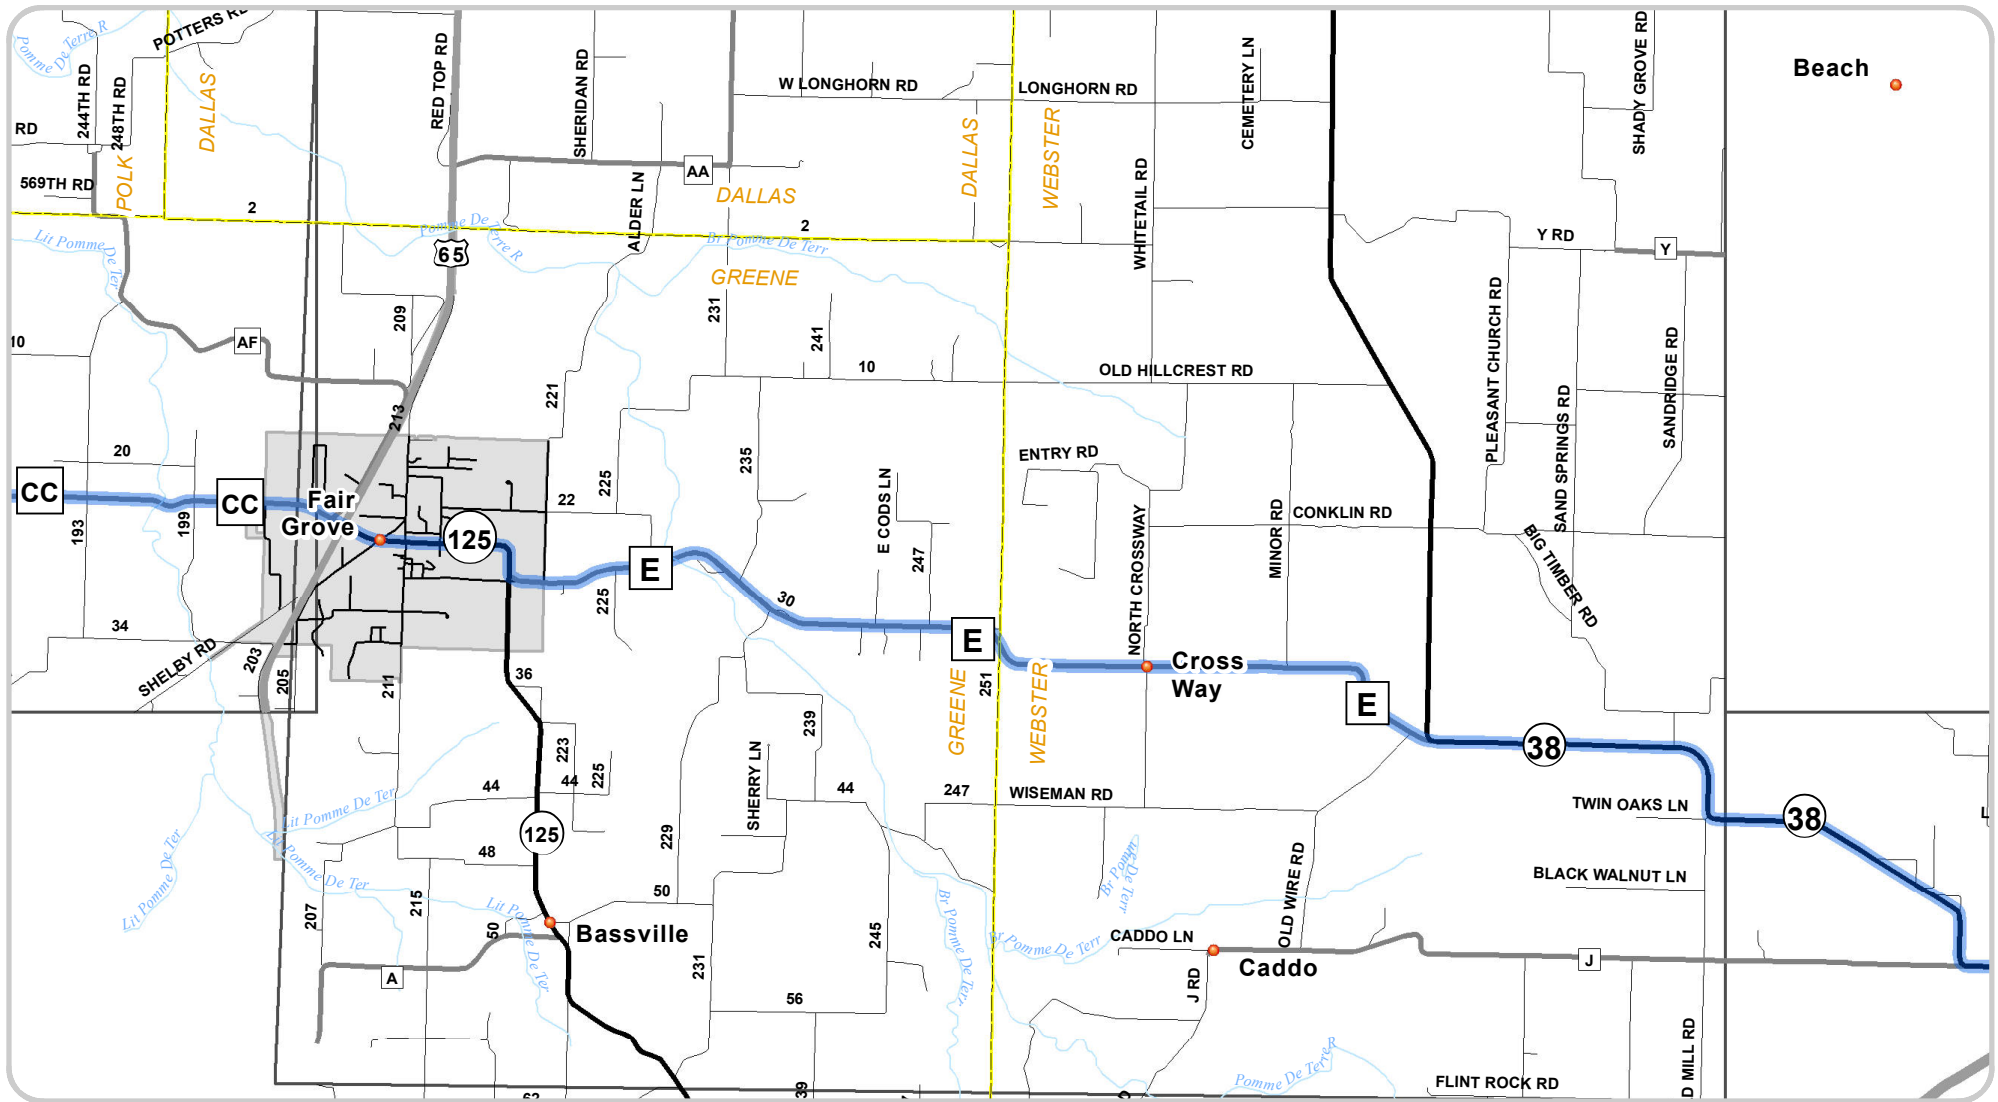 Pomme De Terre R
POTTERS RD
244TH RD
248TH RD
DALLAS
RED TOP RD
SHERIDAN RD
W LONGHORN RD
LONGHORN RD
CEMETERY LN
SHADY GROVE RD
Beach
RD
569TH RD
POLK
AA
DALLAS
DALLAS
WEBSTER
WHITETAIL RD
2
2
ALDER LN
Pomme De Terre R
Br Pomme De Terr
Lit Pomme De Ter
65
GREENE
Y RD
Y
209
231
241
PLEASANT CHURCH RD
SANDRIDGE RD
10
AF
10
OLD HILLCREST RD
221
213
SAND SPRINGS RD
20
235
225
E CODS LN
ENTRY RD
CC
CC
Fair
Grove
22
193
199
125
247
NORTH CROSSWAY
MINOR RD
CONKLIN RD
BIG TIMBER RD
E
225
30
34
SHELBY RD
203
205
211
36
E
GREENE
251
WEBSTER
Cross
Way
E
239
38
223
225
SHERRY LN
44
44
44
247
WISEMAN RD
TWIN OAKS LN
38
Lit Pomme De Ter
Lit Pomme De Ter
Lit Pomme De Ter
125
229
48
BLACK WALNUT LN
Br Pomme De Terr
OLD WIRE RD
207
215
50
50
Lit Pomme De Ter
Bassville
245
Br Pomme De Terr
Br Pomme De Terr
CADDO LN
Caddo
J
J RD
A
231
56
39
62
Pomme De Terre R
FLINT ROCK RD
D MILL RD